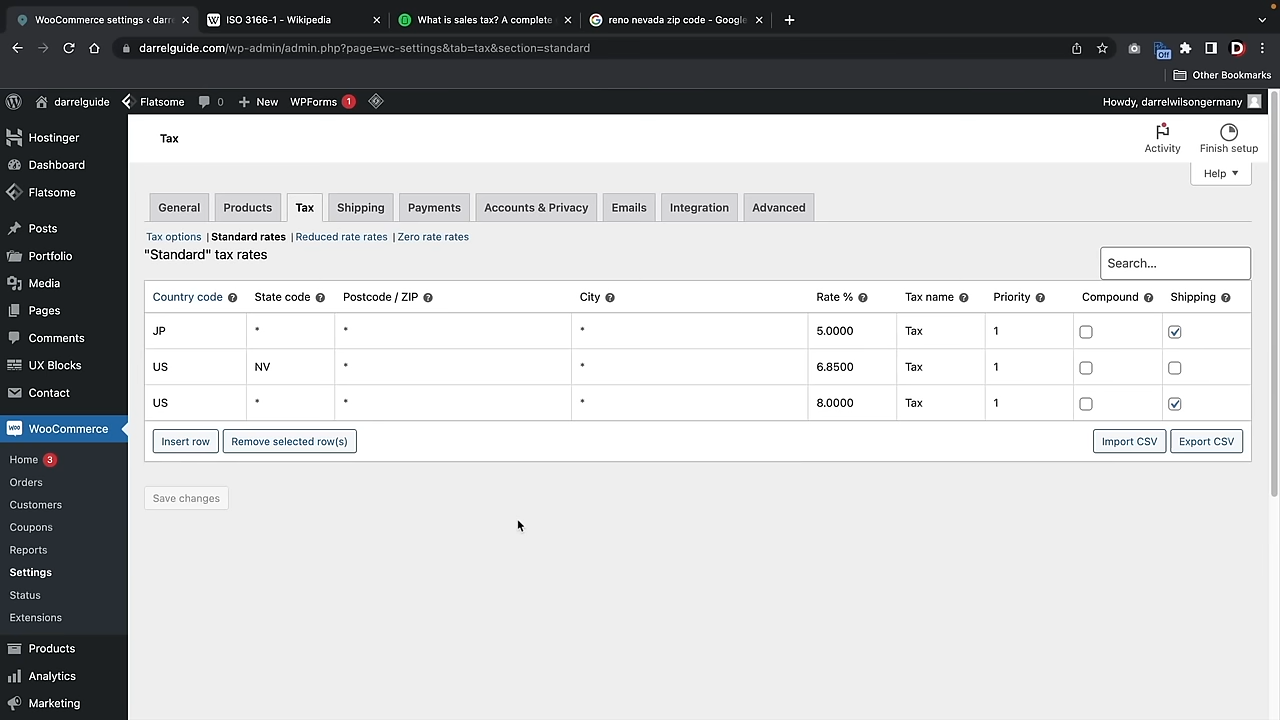 WooCommerce settings ‹ darr
ISO 3166-1 - Wikipedia
What is sales tax? A complete
reno nevada zip code - Google
darrelguide.com/wp-admin/admin.php?page=wc-settings&tab=tax&section=standard
Off
D
Other Bookmarks
darrelguide
Flatsome
0
New
WPForms 1
Howdy, darrelwilsongermany
Hostinger
Dashboard
Flatsome
Posts
Portfolio
Media
Pages
Comments
UX Blocks
Contact
WooCommerce
Home 3
Orders
Customers
Coupons
Reports
Settings
Status
Extensions
Products
Analytics
Marketing
Tax
Activity
Finish setup
Help
General Products Tax Shipping Payments Accounts & Privacy Emails Integration Advanced
Tax options | Standard rates | Reduced rate rates | Zero rate rates
"Standard" tax rates
Search...
Country code State code Postcode / ZIP City Rate % Tax name Priority Compound Shipping
JP * * * 5.0000 Tax 1
US NV * * 6.8500 Tax 1
US * * * 8.0000 Tax 1
Insert row Remove selected row(s) Import CSV Export CSV
Save changes